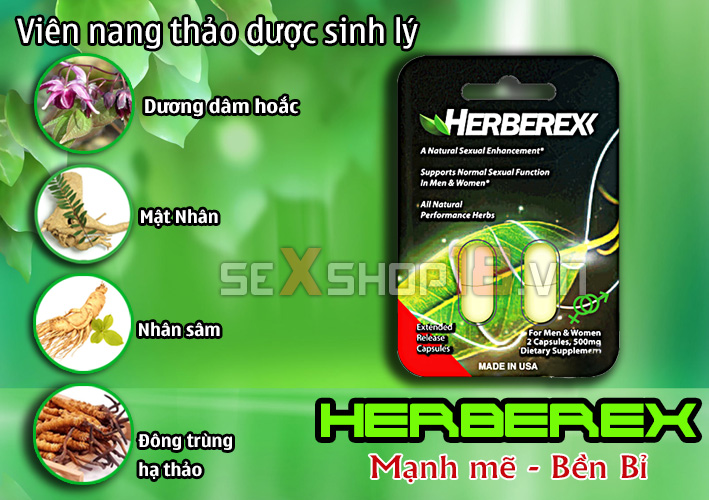 Viên nang thảo dược sinh lý
Dương dâm hoắc
Mật Nhân
Nhân sâm
Đông trùng
hạ thảo
HERBEREX
A Natural Sexual Enhancement*
Supports Normal Sexual Function
In Men & Women*
All Natural
Performance Herbs
Extended
Release
Capsules
For Men & Women
2 Capsules, 500mg
Dietary Supplement
MADE IN USA
HERBEREX
Mạnh mẽ - Bền Bỉ